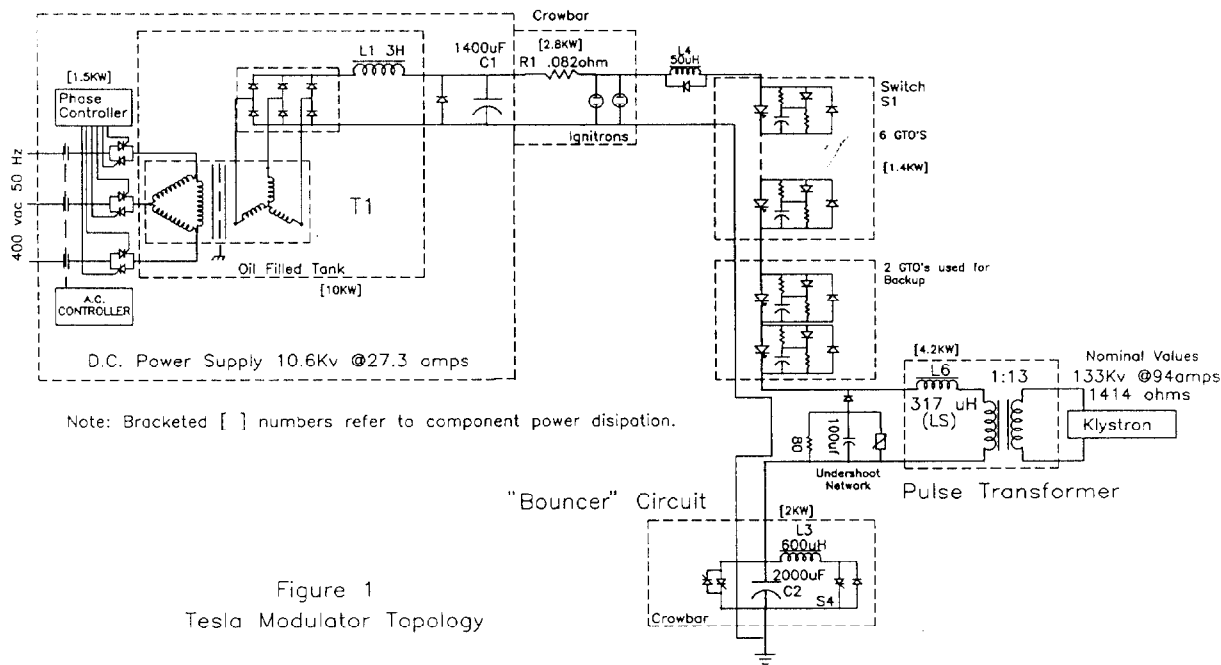 Crowbar
L1 3H
1400uF
C1
[2.8KW]
R1 .082ohm
L4
50uH
[1.5KW]
Phase
Controller
Switch
S1
Ignitrons
6 GTO'S
[1.4KW]
400 vac 50 Hz
T1
Oil Filled Tank
[10KW]
A.C.
CONTROLLER
2 GTO's used for
Backup
D.C. Power Supply 10.6Kv @27.3 amps
[4.2KW]
L6
317 uH
(LS)
1:13
Nominal Values
133Kv @94amps
1414 ohms
Klystron
Note: Bracketed [ ] numbers refer to component power disipation.
80
100uf
Undershoot
Network
Pulse Transformer
"Bouncer" Circuit
[2KW]
L3
600uH
2000uF
C2
S4
Crowbar
Figure 1
Tesla Modulator Topology